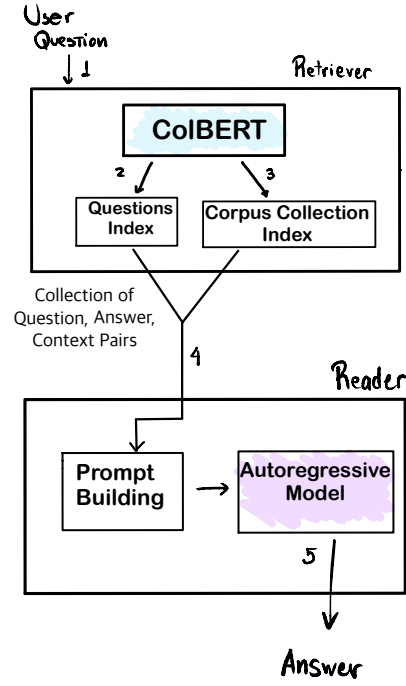 User
Question
1
Retriever
ColBERT
2
3
Questions
Index
Corpus Collection
Index
Collection of
Question, Answer,
Context Pairs
4
Reader
Prompt
Building
Autoregressive
Model
5
Answer